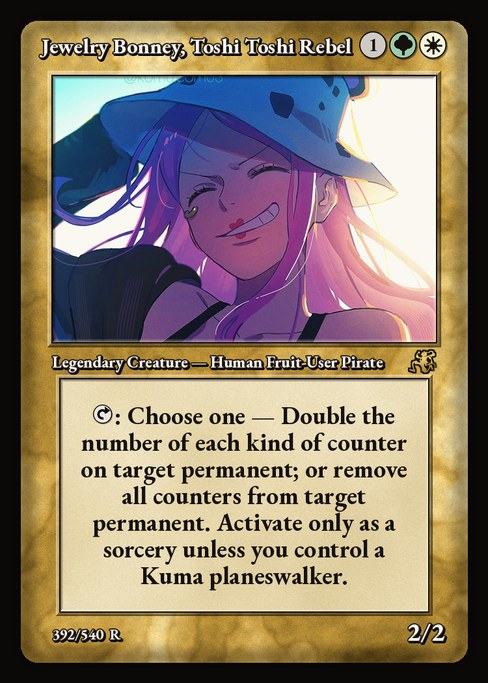 Jewelry Bonney, Toshi Toshi Rebel 1
Legendary Creature — Human Fruit-User Pirate
: Choose one — Double the
number of each kind of counter
on target permanent; or remove
all counters from target
permanent. Activate only as a
sorcery unless you control a
Kuma planeswalker.
392/540 R
2/2